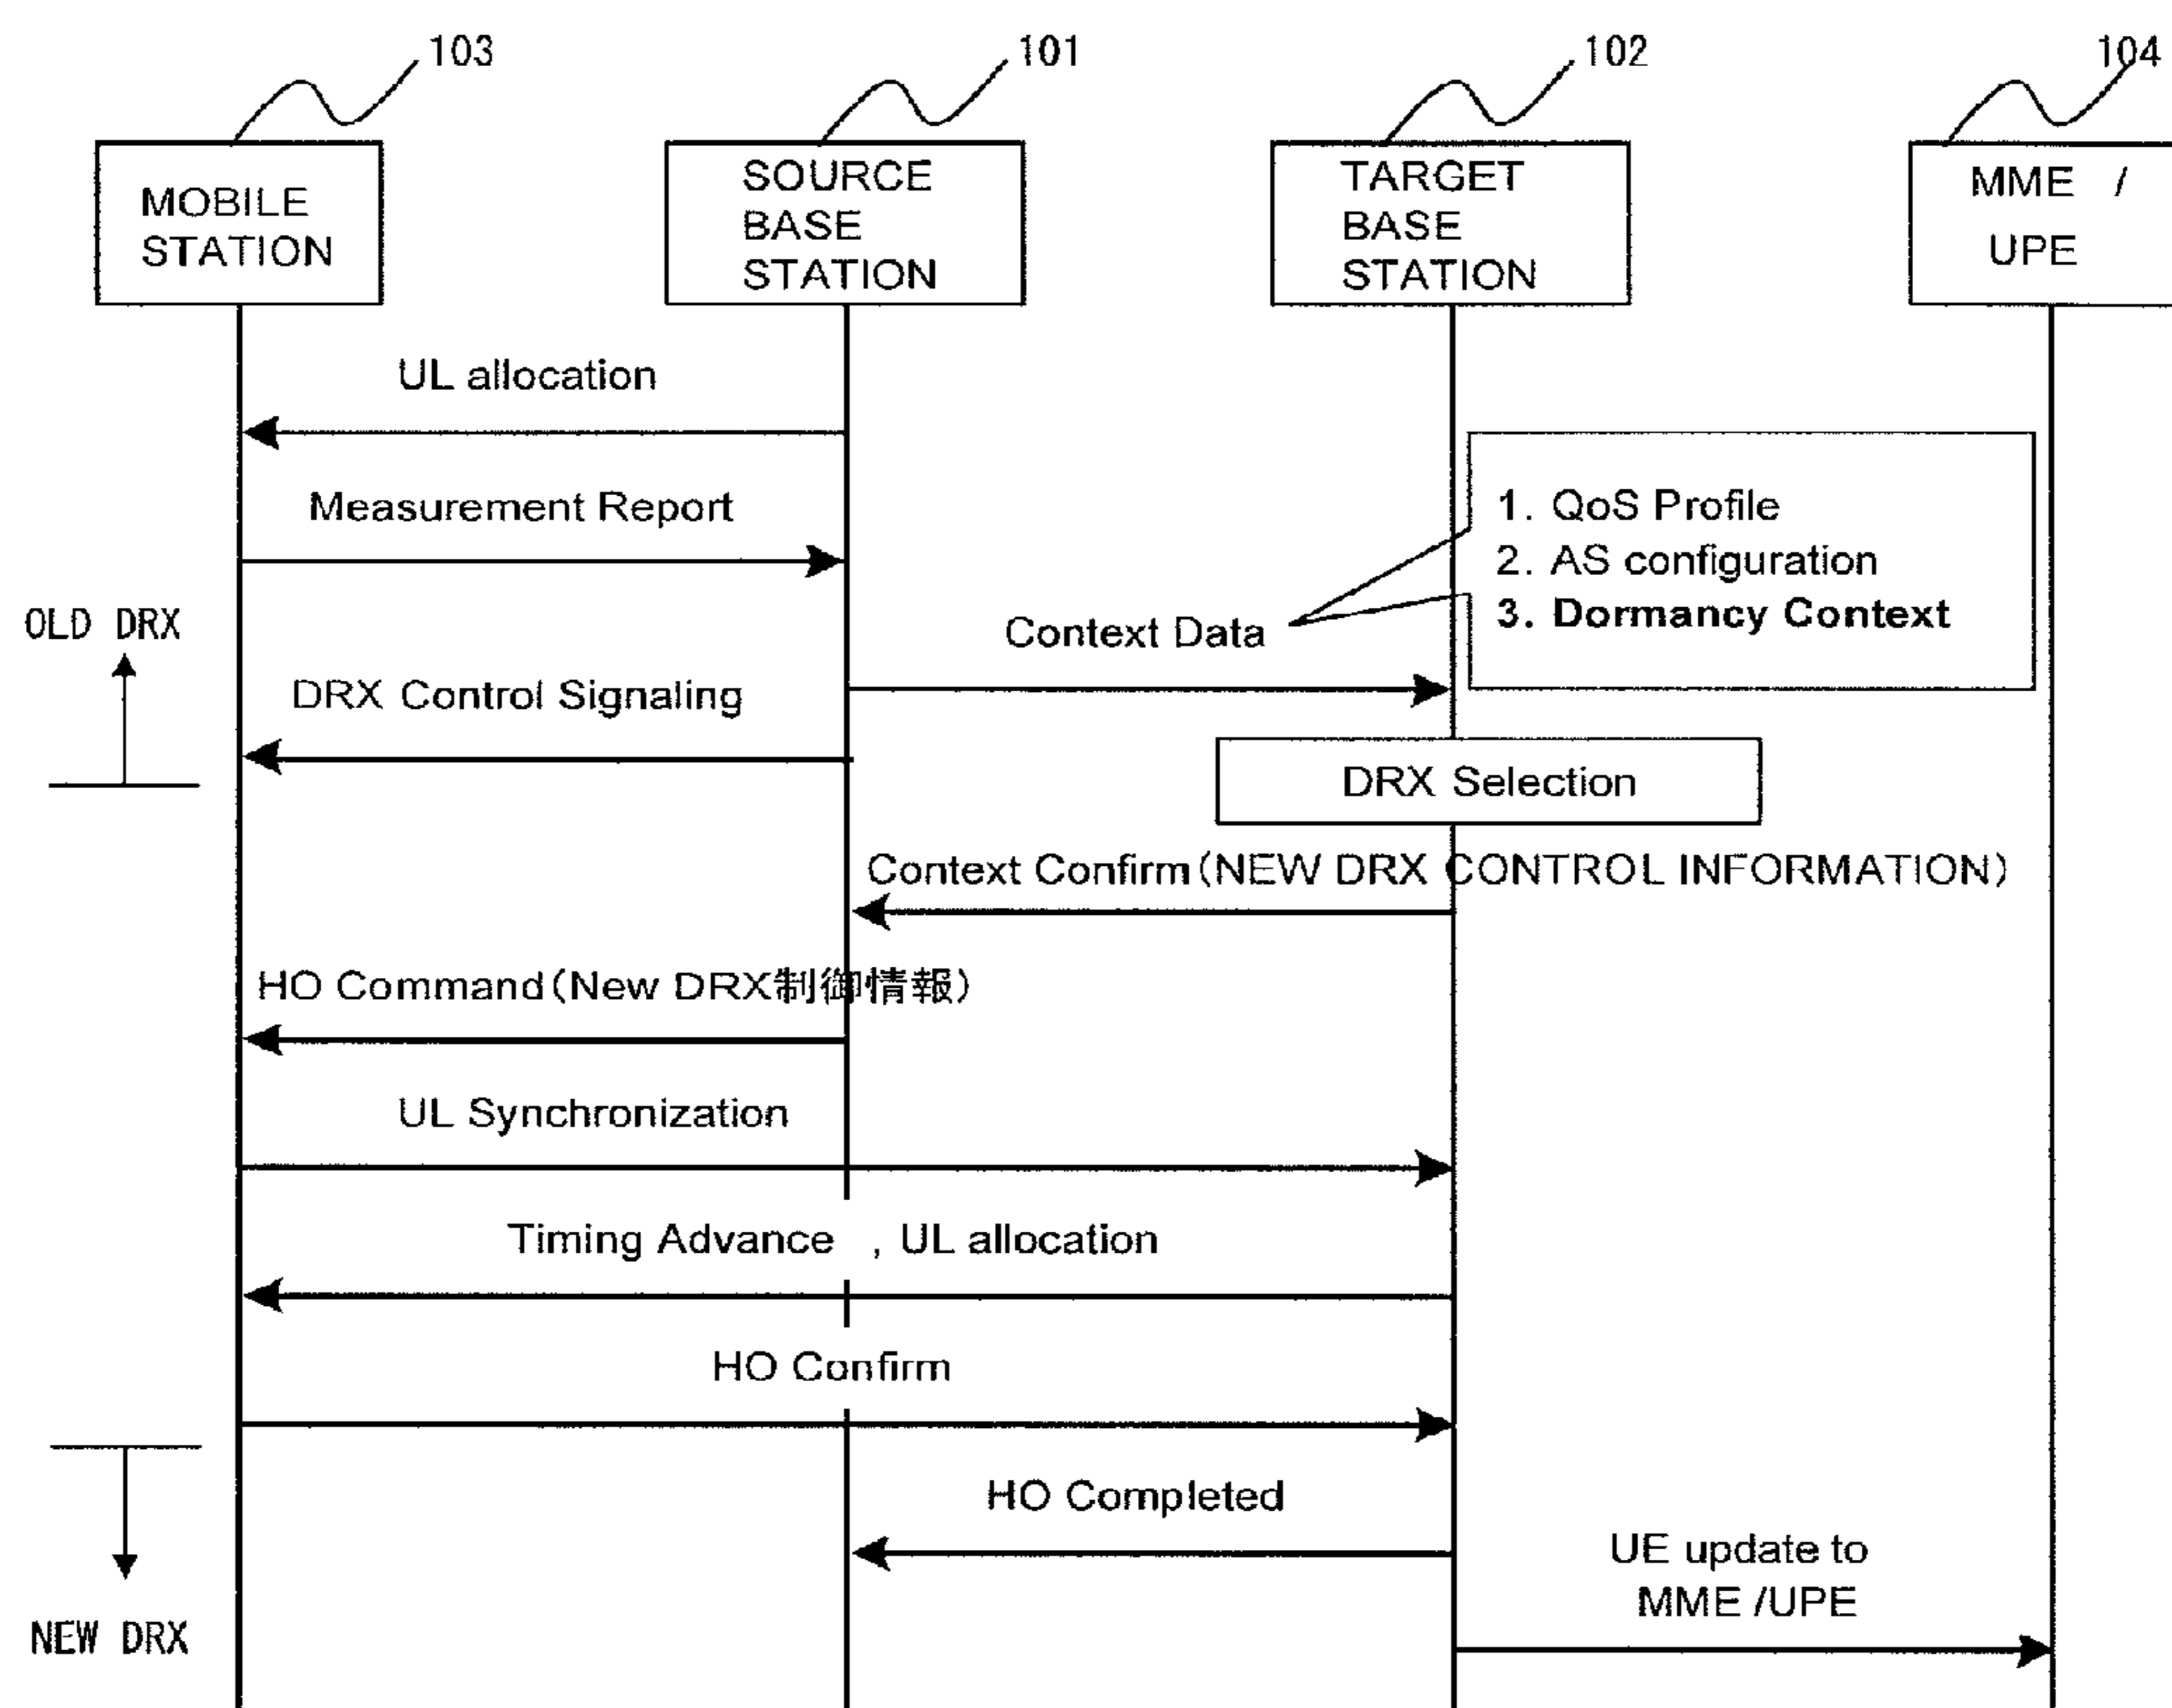 103
101
102
104
MOBILE
STATION
SOURCE
BASE
STATION
TARGET
BASE
STATION
MME /
UPE
UL allocation
Measurement Report
1. QoS Profile
2. AS configuration
3. Dormancy Context
OLD DRX
Context Data
DRX Control Signaling
DRX Selection
Context Confirm(NEW DRX CONTROL INFORMATION)
HO Command(New DRX制御情報)
UL Synchronization
Timing Advance , UL allocation
HO Confirm
HO Completed
UE update to
MME /UPE
NEW DRX